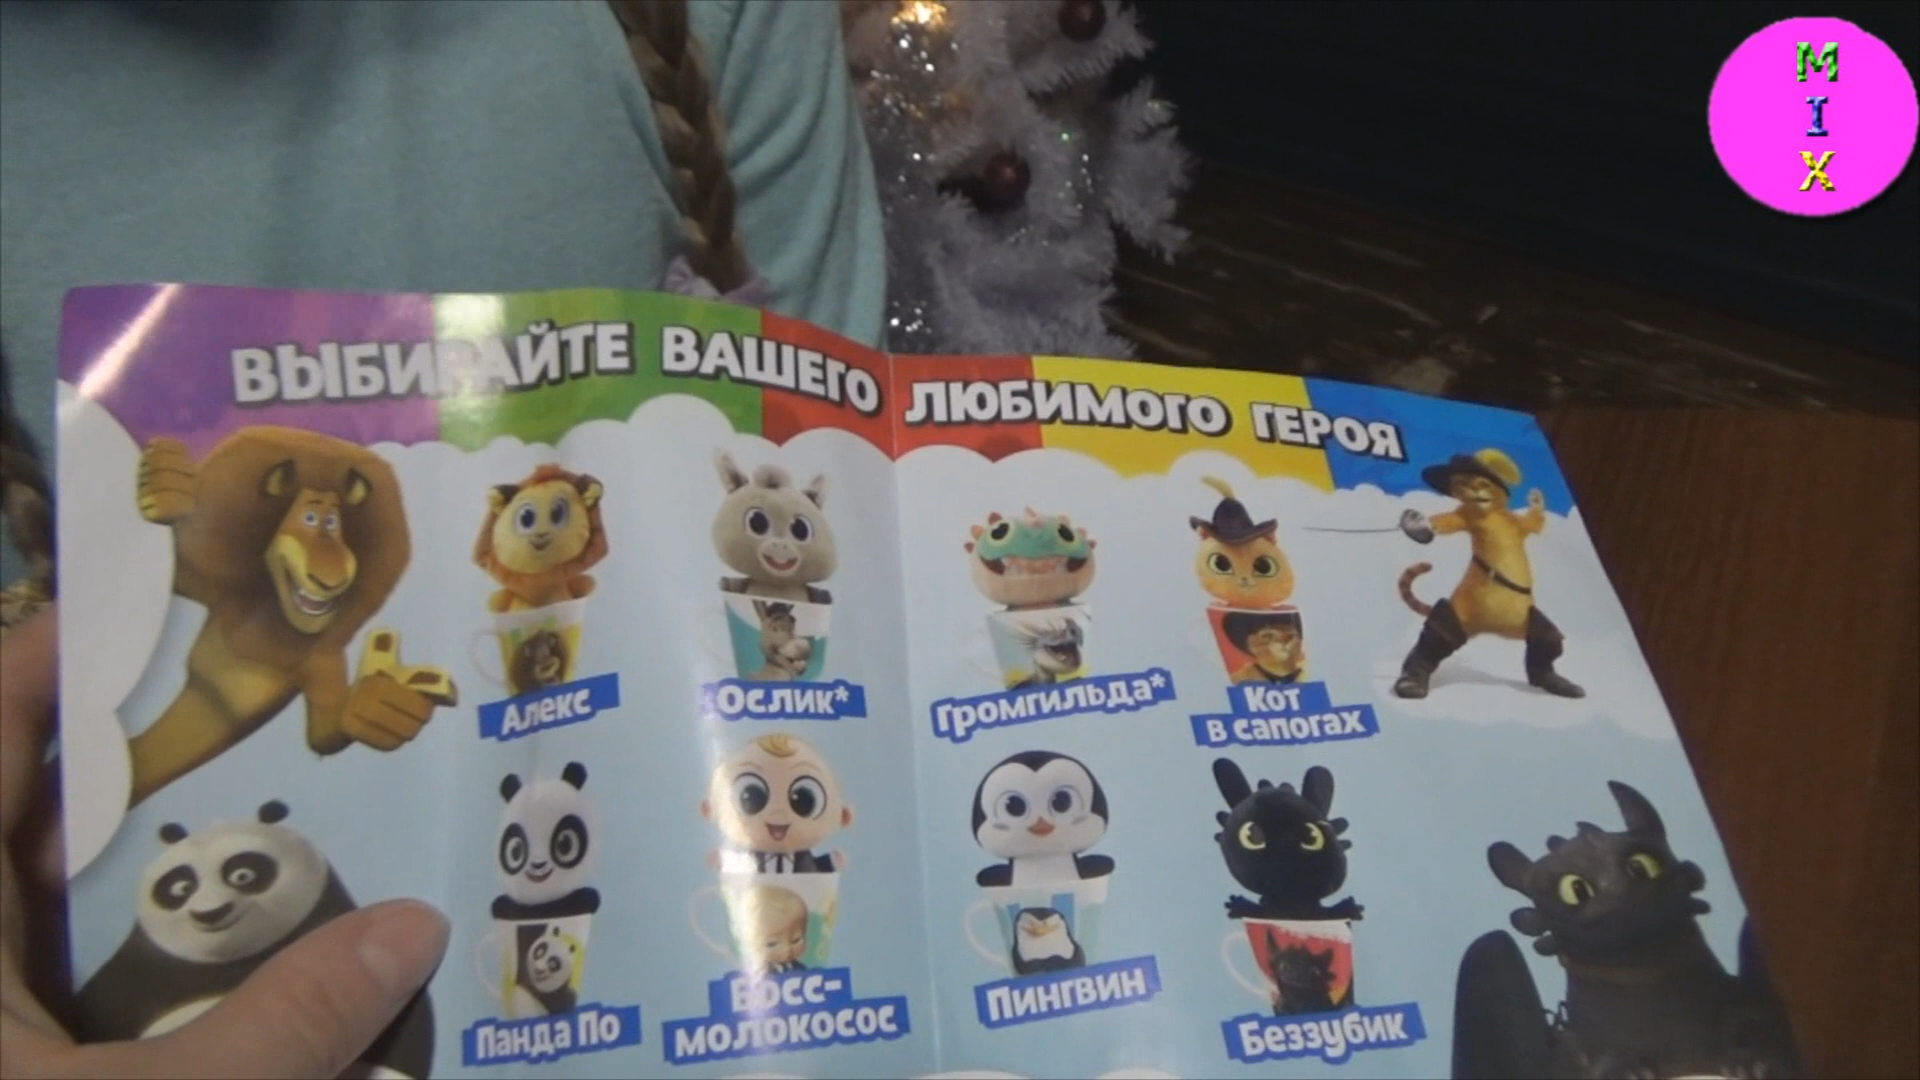 M
I
X
ВЫБИРАЙТЕ ВАШЕГО ЛЮБИМОГО ГЕРОЯ
Алекс
Ослик*
Громгильда*
Кот
в сапогах
Панда По
Босс-
молокосос
Пингвин
Беззубик